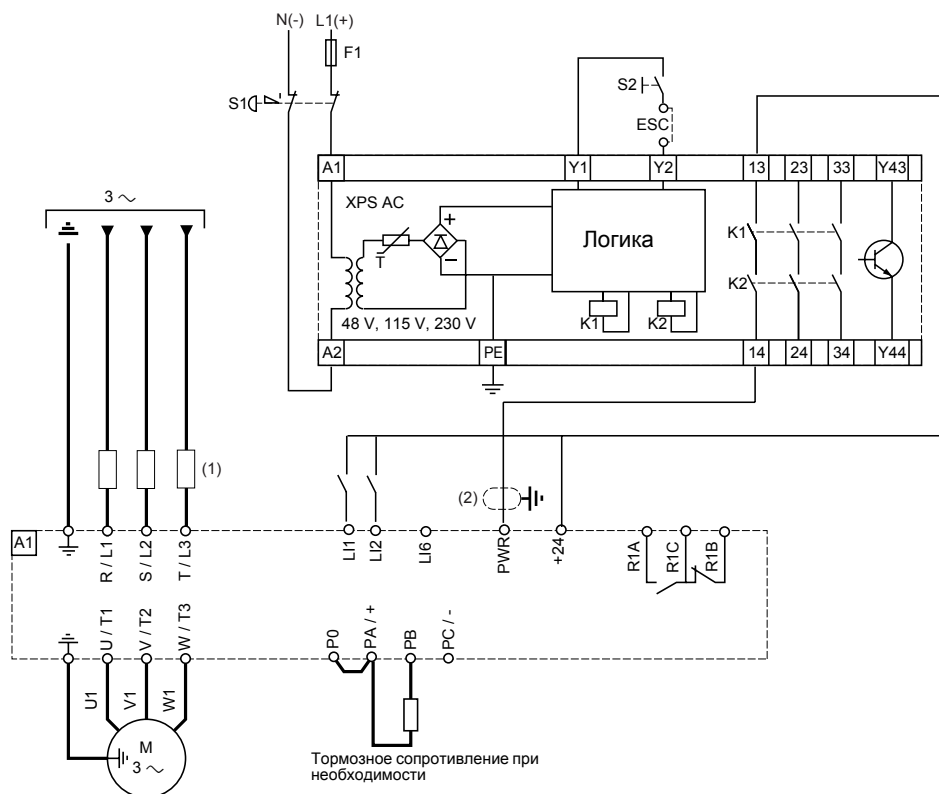 N(-) L1(+)
F1
S1
S2
ESC
A1 Y1 Y2 13 23 33 Y43
3 ~
XPS AC
+
T
−
Логика
K1
K2
K1 K2
48 V, 115 V, 230 V
A2 PE 14 24 34 Y44
(1)
(2)
A1
R / L1
S / L2
T / L3
LI1
LI2
LI6
PWR
+24
R1A
R1C
R1B
U / T1
V / T2
W / T3
P0
PA / +
PB
PC / -
U1
V1
W1
M
3 ~
Тормозное сопротивление при
необходимости